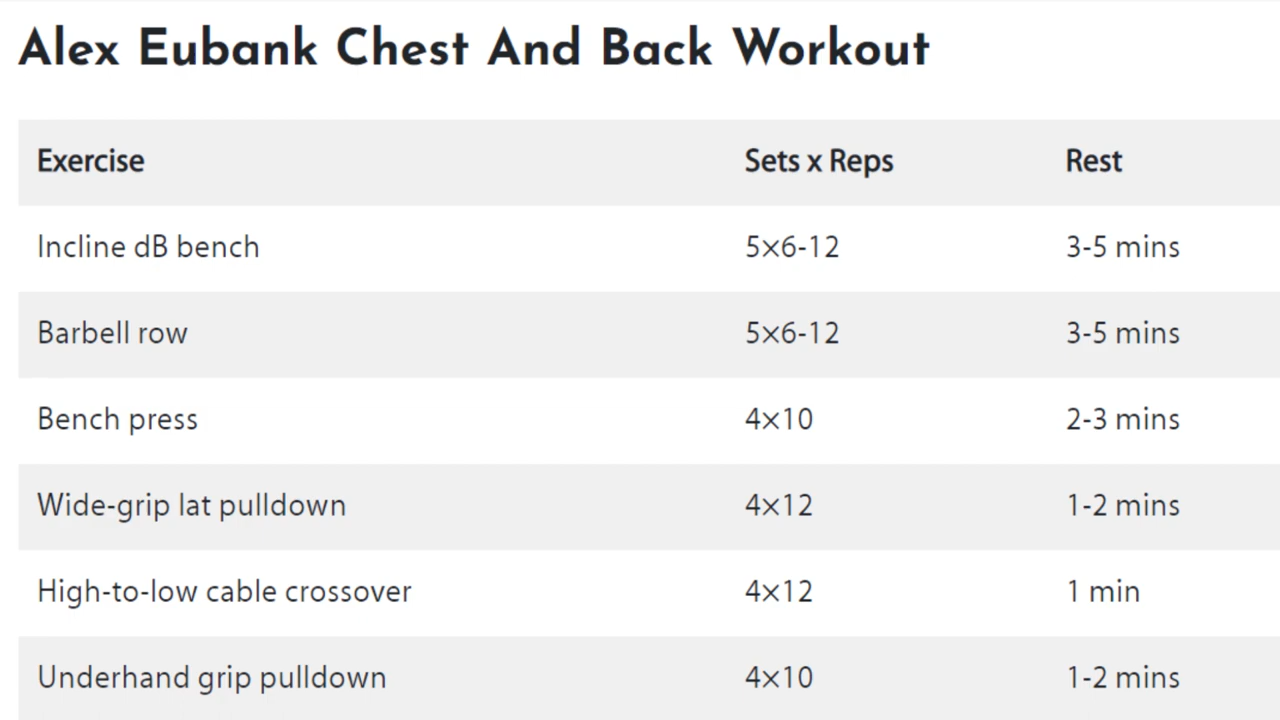 Alex Eubank Chest And Back Workout
Exercise Sets x Reps Rest
Incline dB bench 5×6-12 3-5 mins
Barbell row 5×6-12 3-5 mins
Bench press 4×10 2-3 mins
Wide-grip lat pulldown 4×12 1-2 mins
High-to-low cable crossover 4×12 1 min
Underhand grip pulldown 4×10 1-2 mins